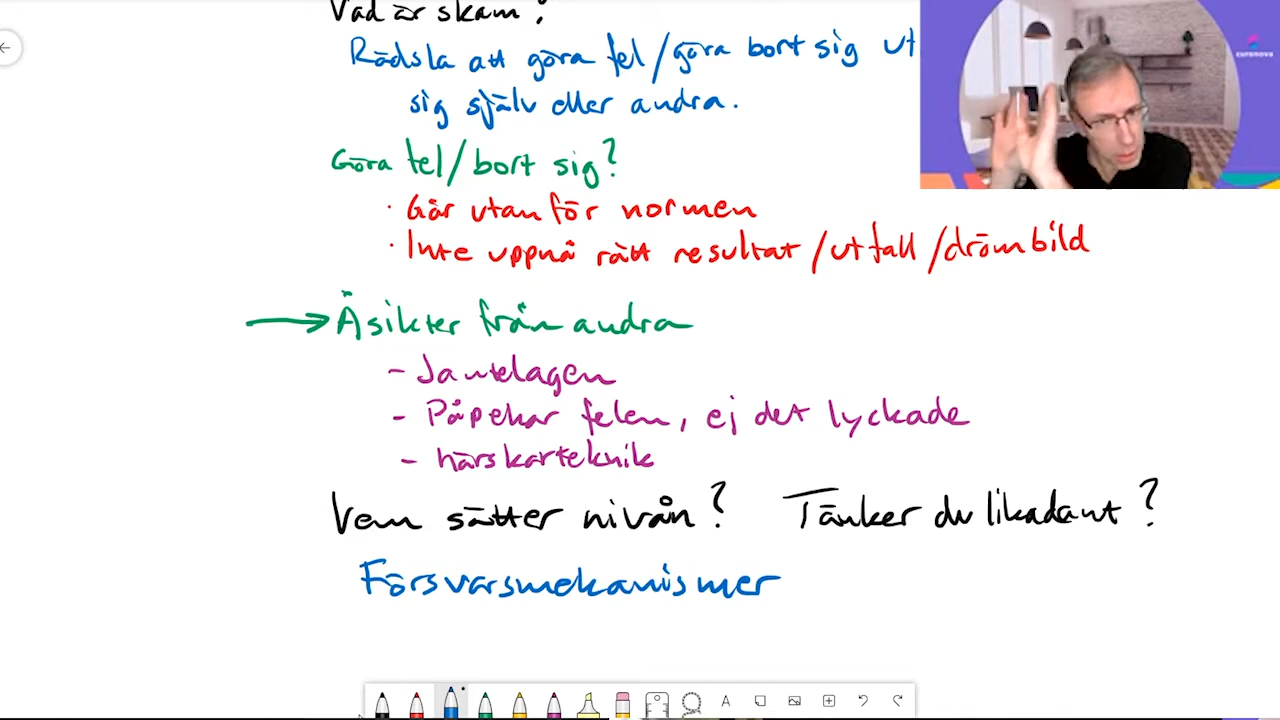 Vad är skam?
Rädsla att göra fel/göra bort sig ut
sig själv eller andra.
curanova
Göra fel/bort sig?
· Går utanför normen
· Inte uppnå rätt resultat/utfall/drömbild
→ Åsikter från andra
- Jantelagen
- Påpekar felen, ej det lyckade
- härskarteknik
Vem sätter nivån? Tänker du likadant?
Försvarsmekanismer
A